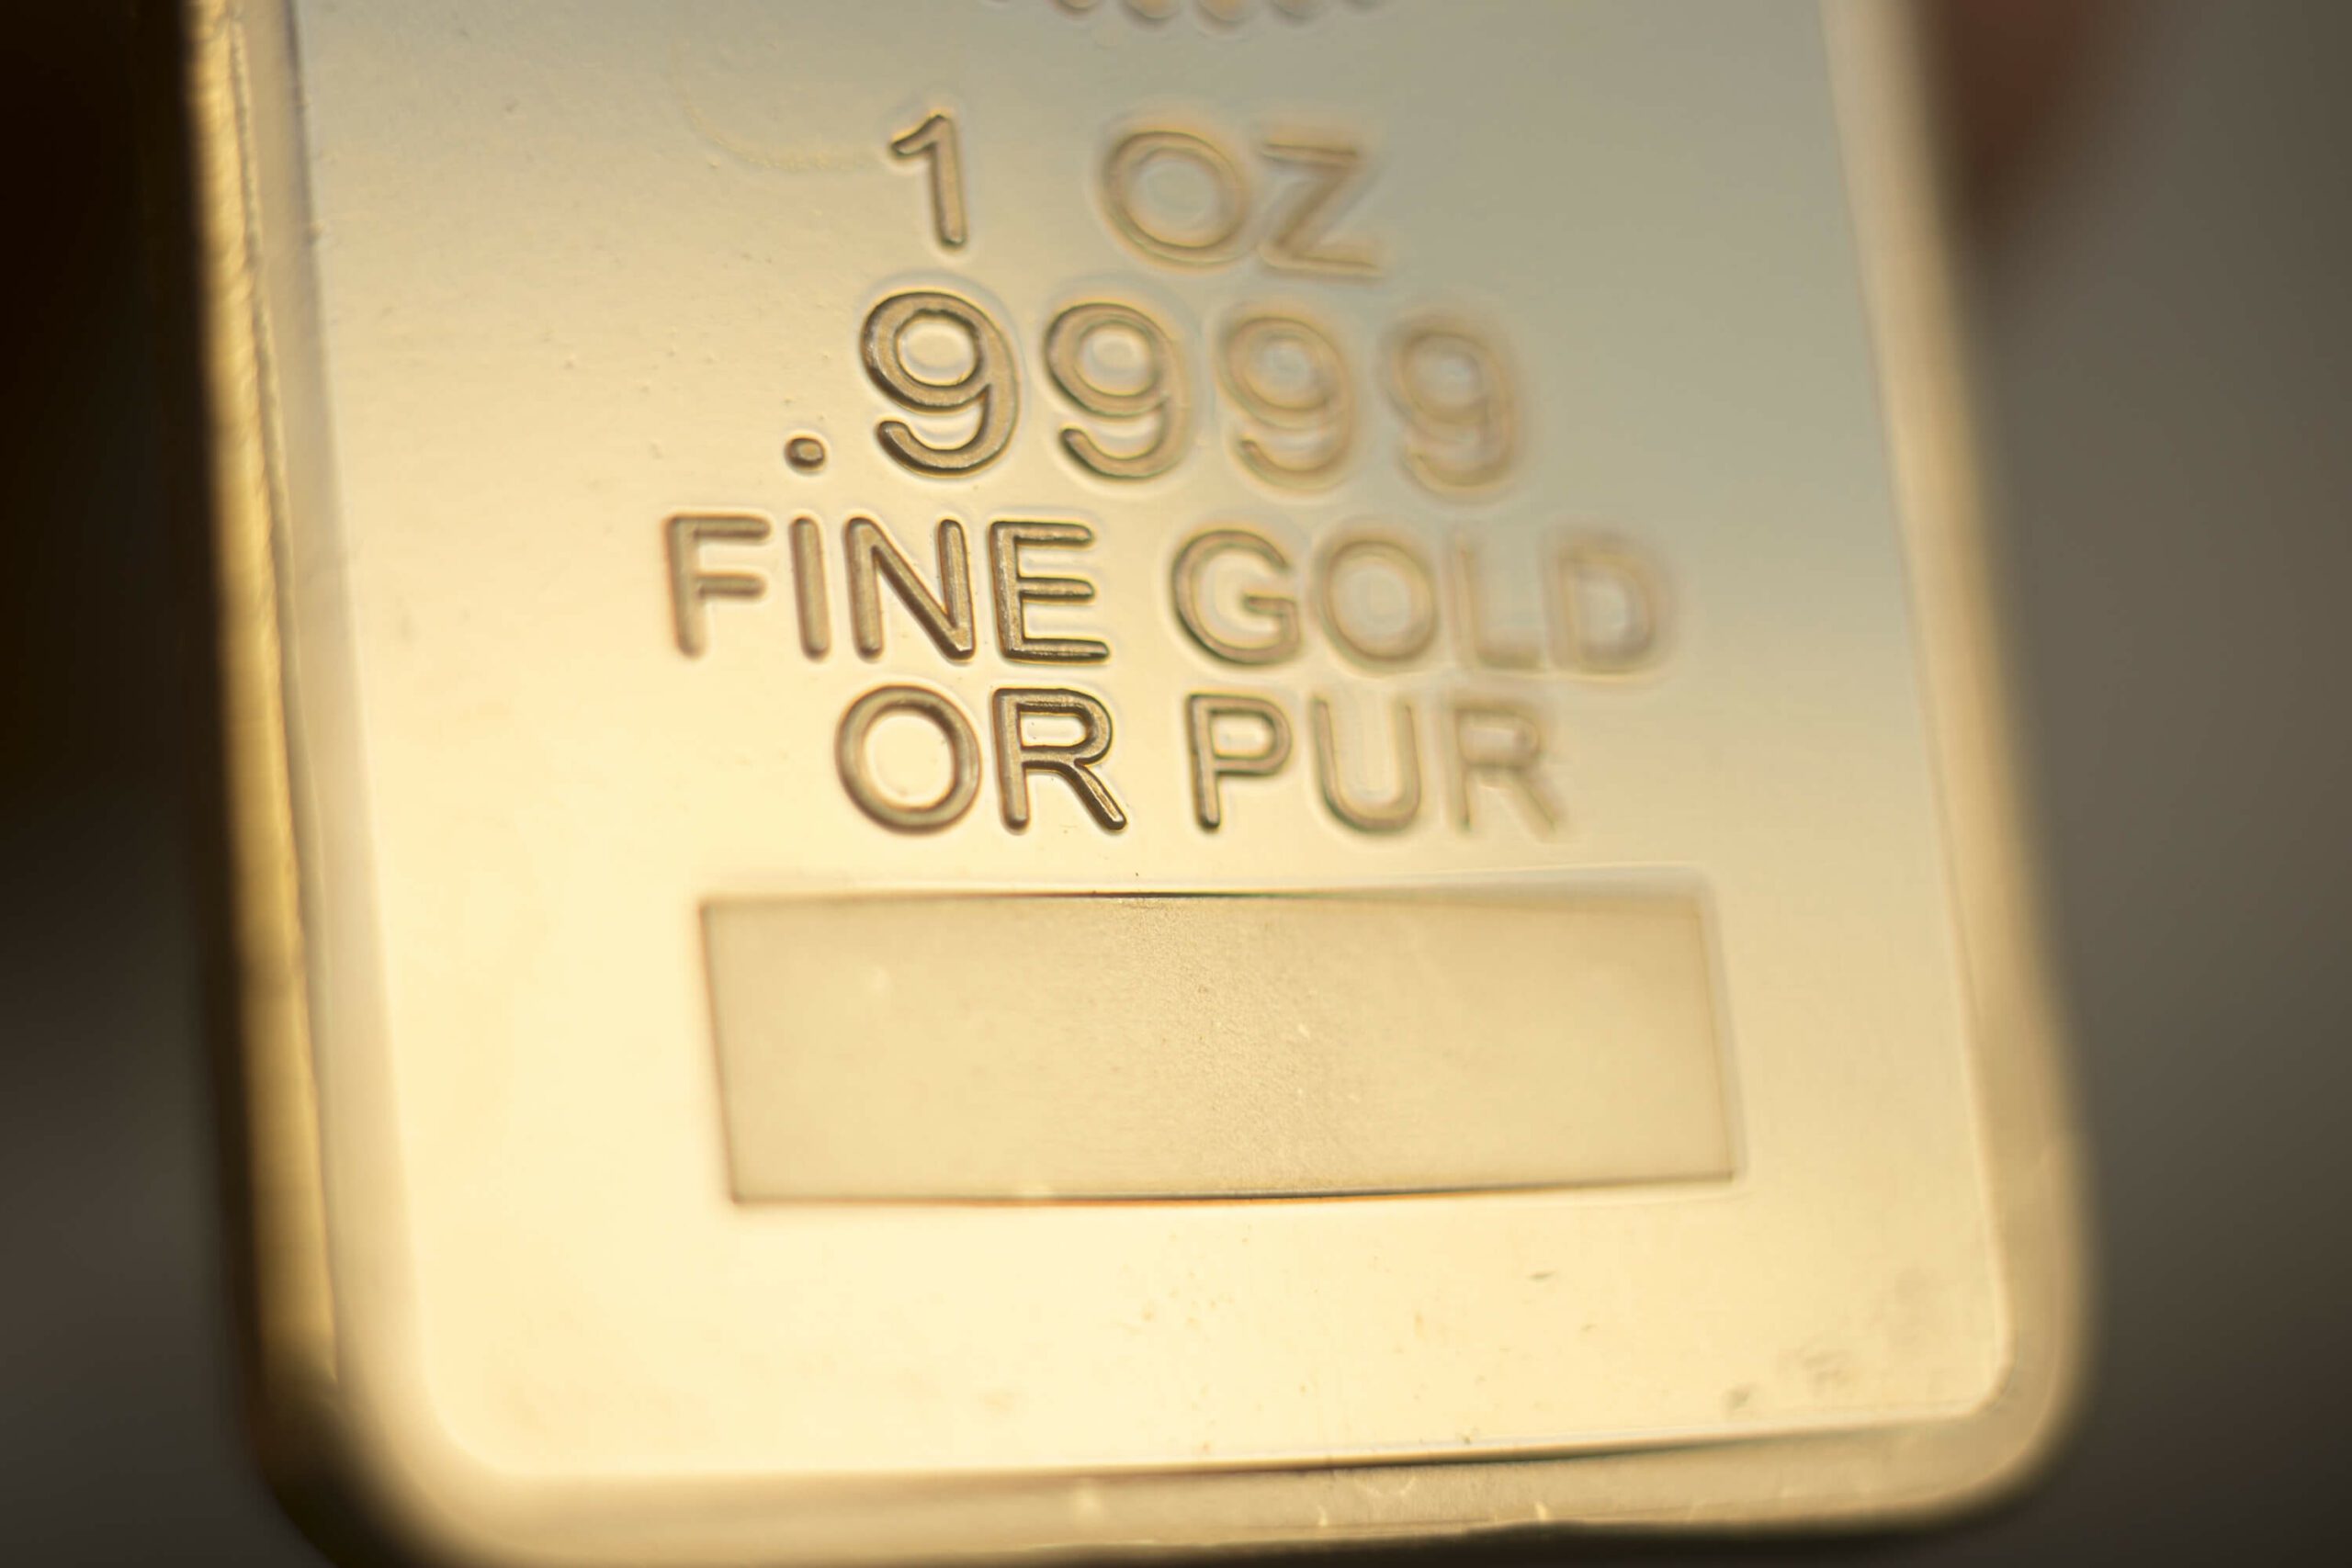 1 OZ
.9999
FINE GOLD
OR PUR